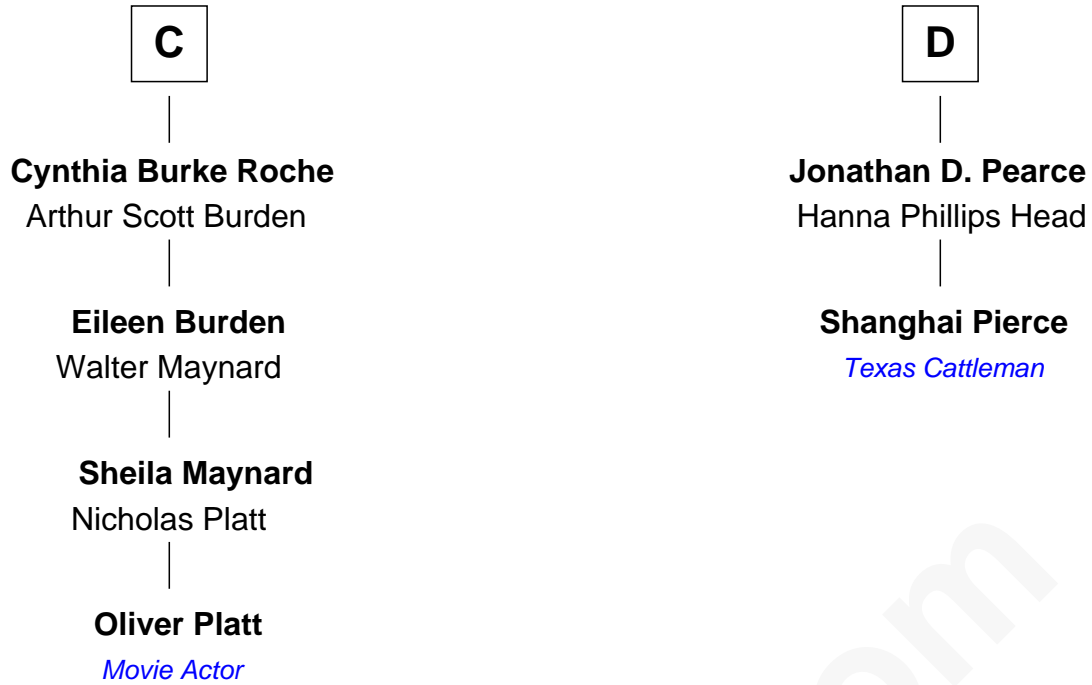 C
Cynthia Burke Roche
Arthur Scott Burden
Eileen Burden
Walter Maynard
Sheila Maynard
Nicholas Platt
Oliver Platt
Movie Actor
D
Jonathan D. Pearce
Hanna Phillips Head
Shanghai Pierce
Texas Cattleman